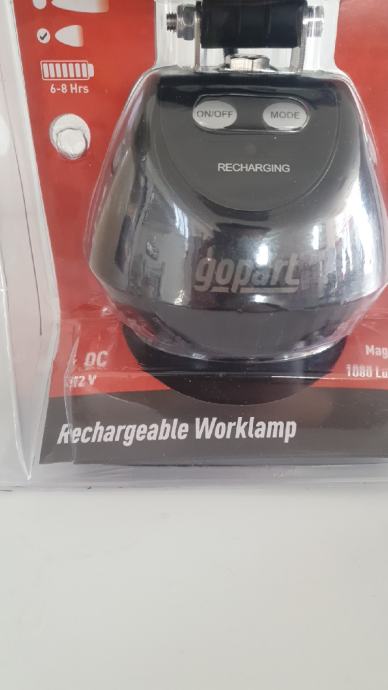 6-8 Hrs
ON/OFF MODE
RECHARGING
gopart
DC
12 V
Mag
1000 Lu
Rechargeable Worklamp